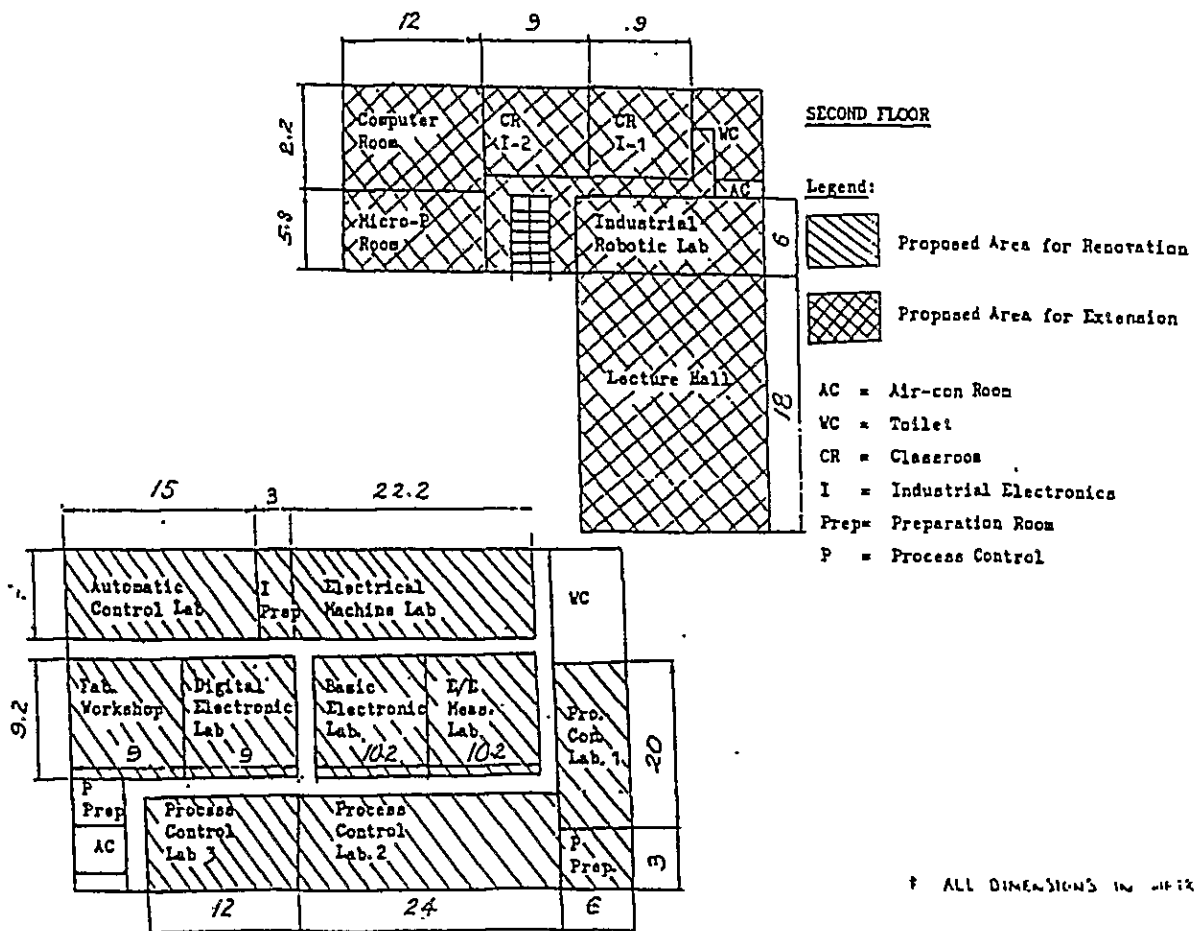 12 9 .9
SECOND FLOOR
Computer
Room
CR
I-2
CR
I-1
WC
AC
2.2
Legend:
Micro-P
Room
Industrial
Robotic Lab
5.8
6
Proposed Area for Renovation
Proposed Area for Extension
Lecture Hall
18
AC = Air-con Room
WC = Toilet
CR = Classroom
I = Industrial Electronics
Prep= Preparation Room
P = Process Control
15 3 22.2
Automatic
Control Lab
I
Prep
Electrical
Machine Lab
WC
9.2
Fab.
Workshop
9
Digital
Electronic
Lab
9
Basic
Electronic
Lab.
10.2
E/E
Meas.
Lab.
10.2
Pro.
Con.
Lab. 1
20
P
Prep
AC
Process
Control
Lab 3
Process
Control
Lab. 2
P
Prep.
3
12 24 6
ALL DIMENSIONS IN